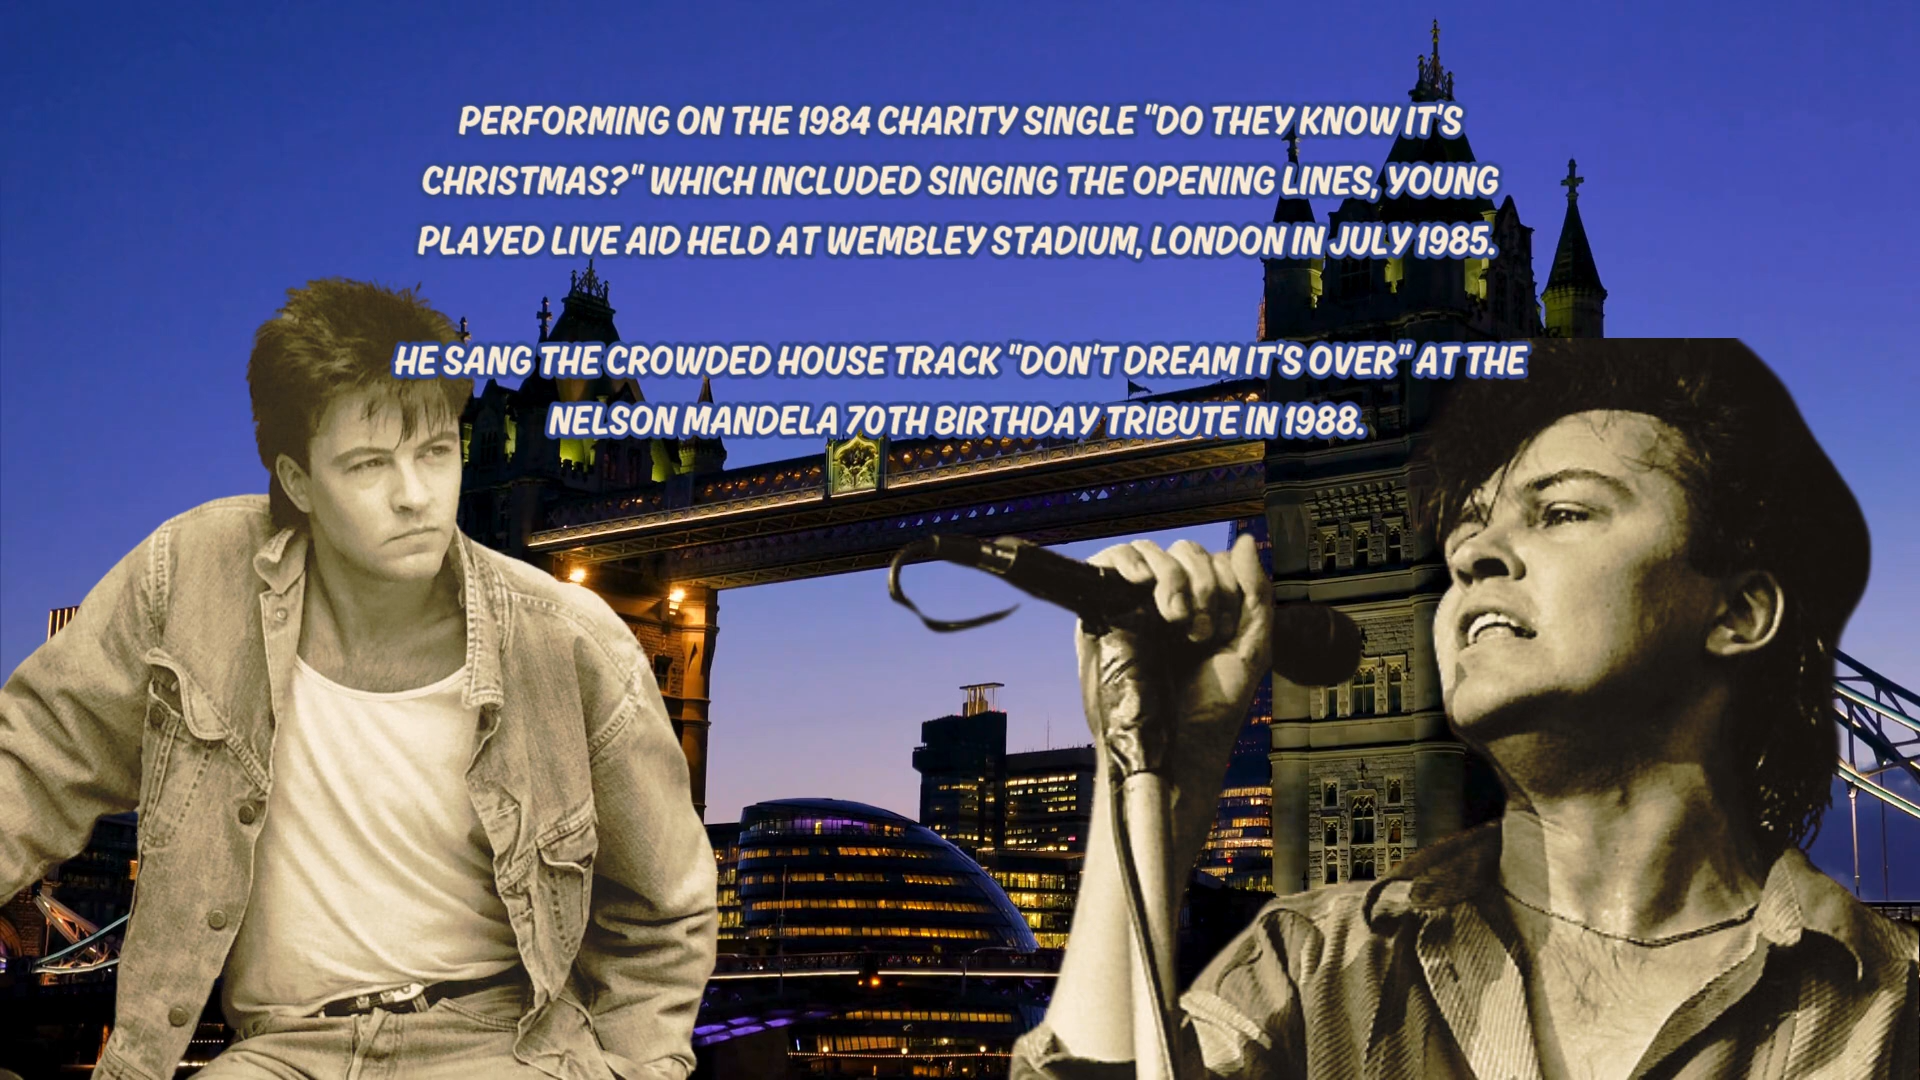 PERFORMING ON THE 1984 CHARITY SINGLE "DO THEY KNOW IT'S
CHRISTMAS?" WHICH INCLUDED SINGING THE OPENING LINES, YOUNG
PLAYED LIVE AID HELD AT WEMBLEY STADIUM, LONDON IN JULY 1985.
HE SANG THE CROWDED HOUSE TRACK "DON'T DREAM IT'S OVER" AT THE
NELSON MANDELA 70TH BIRTHDAY TRIBUTE IN 1988.